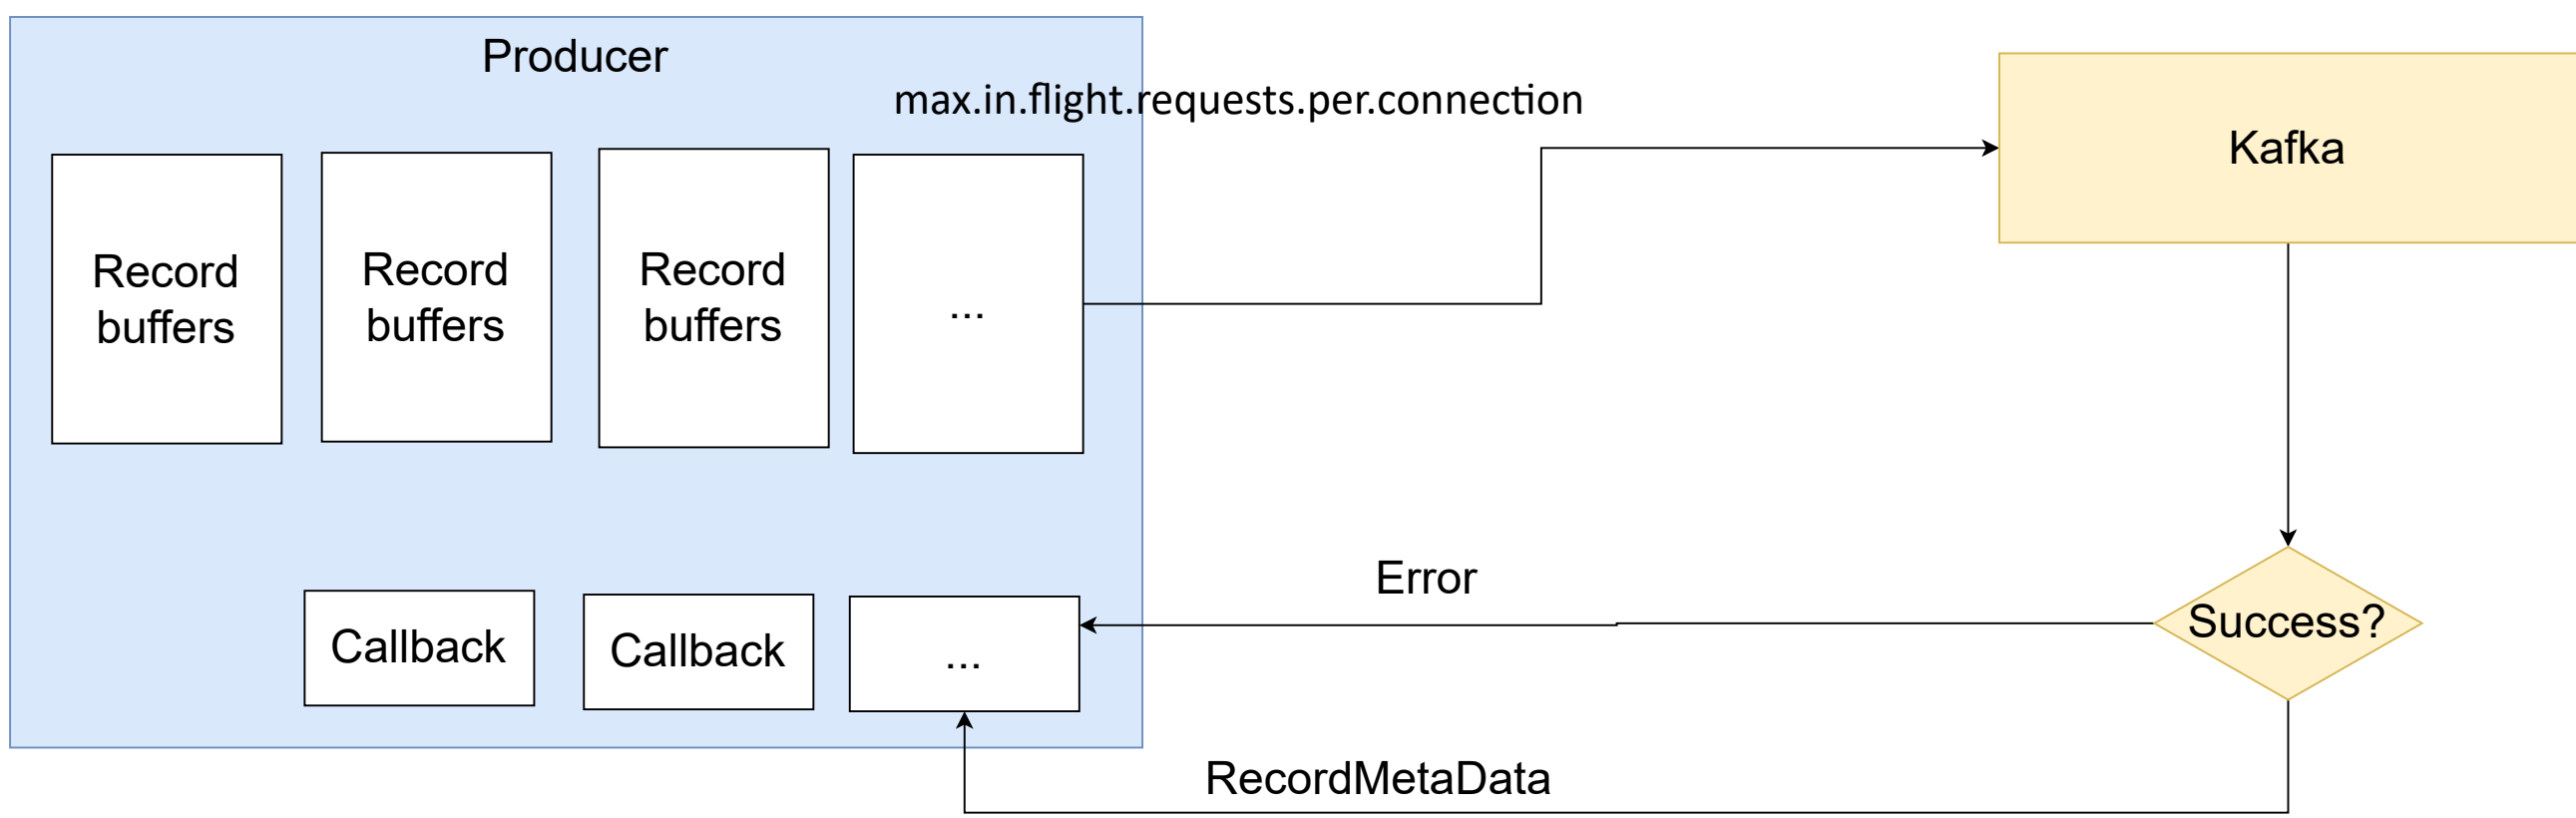 Producer
max.in.flight.requests.per.connection
Kafka
Record
buffers
Record
buffers
Record
buffers
...
Error
Success?
Callback
Callback
...
RecordMetaData